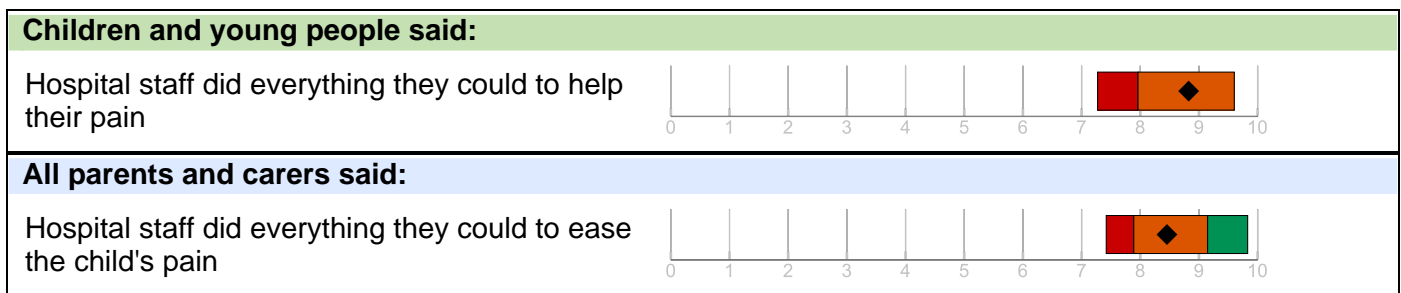 Children and young people said:
Hospital staff did everything they could to help
their pain
0 1 2 3 4 5 6 7 8 9 10
All parents and carers said:
Hospital staff did everything they could to ease
the child's pain
0 1 2 3 4 5 6 7 8 9 10